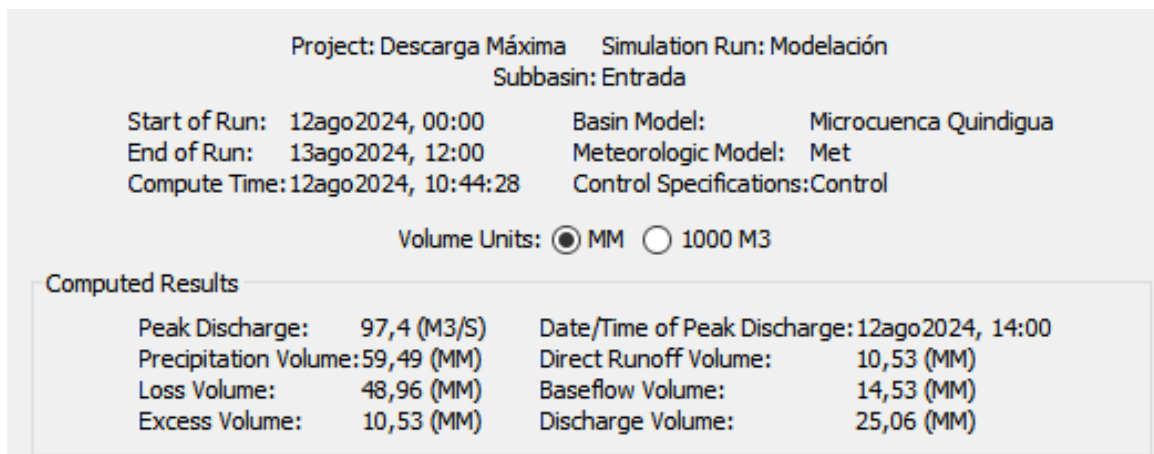 Project: Descarga Máxima Simulation Run: Modelación
Subbasin: Entrada
Start of Run: 12ago2024, 00:00 Basin Model: Microcuenca Quindigua
End of Run: 13ago2024, 12:00 Meteorologic Model: Met
Compute Time:12ago2024, 10:44:28 Control Specifications:Control
Volume Units: MM 1000 M3
Computed Results
Peak Discharge: 97,4 (M3/S) Date/Time of Peak Discharge:12ago2024, 14:00
Precipitation Volume:59,49 (MM) Direct Runoff Volume: 10,53 (MM)
Loss Volume: 48,96 (MM) Baseflow Volume: 14,53 (MM)
Excess Volume: 10,53 (MM) Discharge Volume: 25,06 (MM)